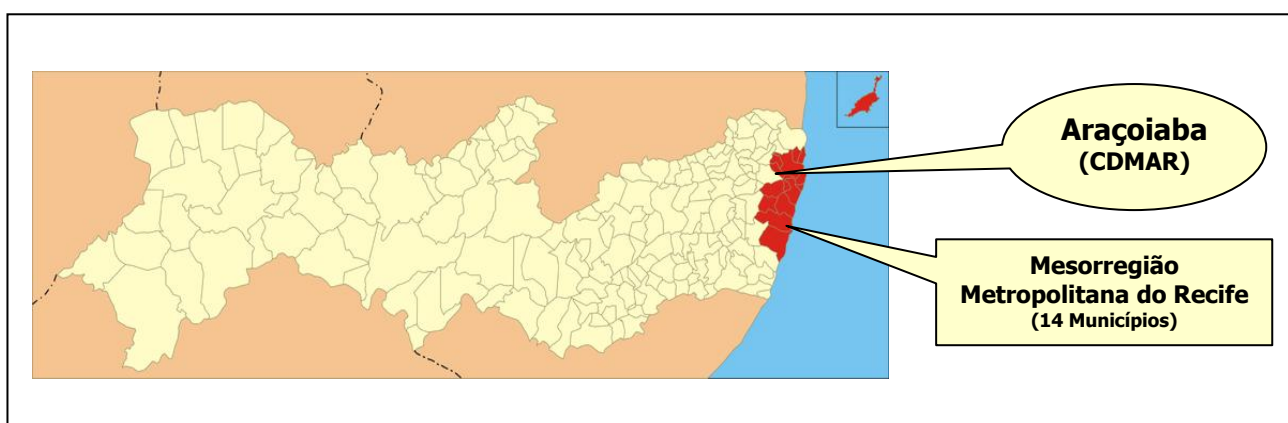 Araçoiaba
(CDMAR)
Mesorregião
Metropolitana do Recife
(14 Municípios)